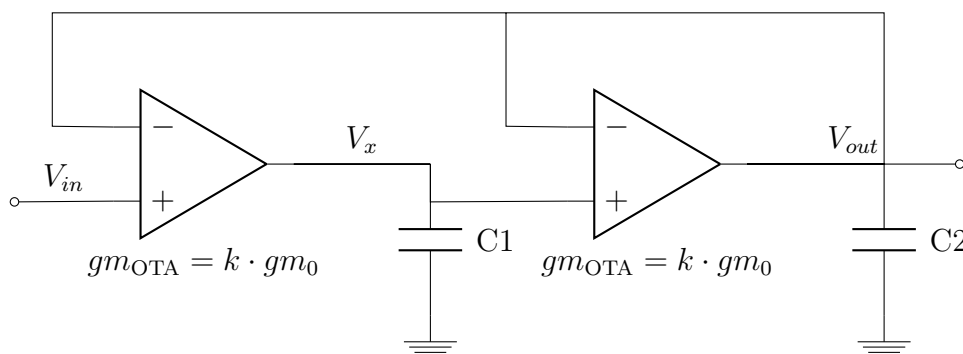 −
+
V_in
V_x
gm_OTA = k · gm_0
C1
−
+
V_out
gm_OTA = k · gm_0
C2